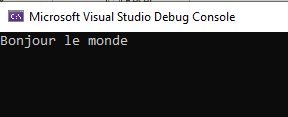 Microsoft Visual Studio Debug Console
Bonjour le monde